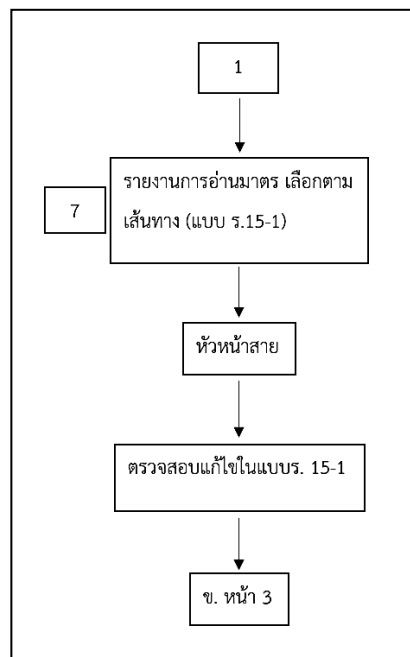 1
7
รายงานการอ่านมาตร เลือกตาม
เส้นทาง (แบบ ร.15-1)
หัวหน้าสาย
ตรวจสอบแก้ไขในแบบร. 15-1
ข. หน้า 3